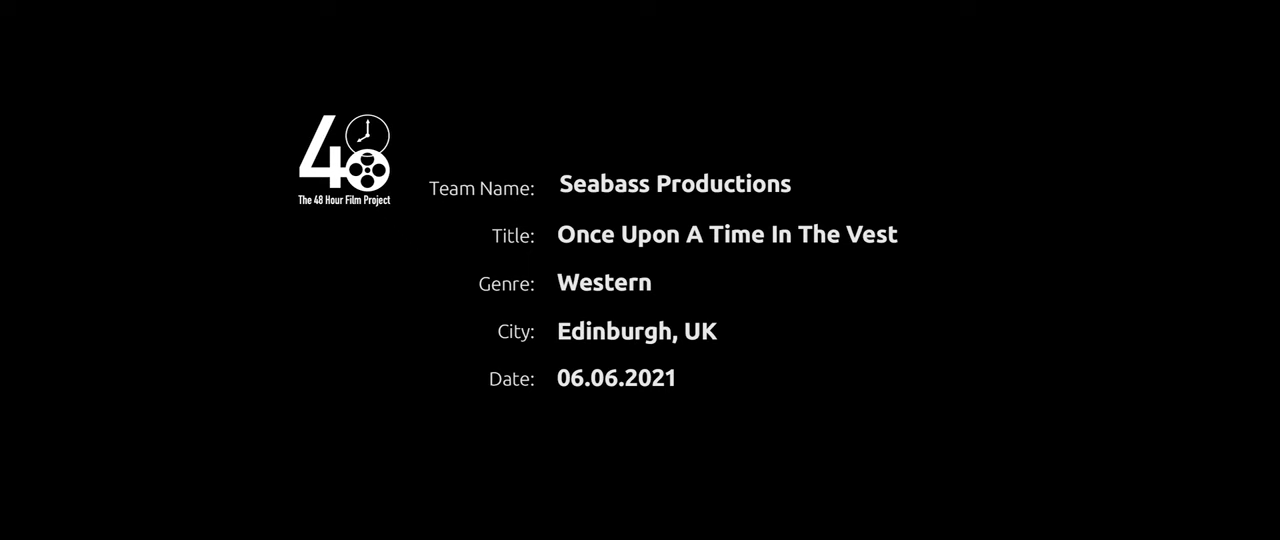 48
The 48 Hour Film Project
Team Name: Seabass Productions
Title: Once Upon A Time In The Vest
Genre: Western
City: Edinburgh, UK
Date: 06.06.2021